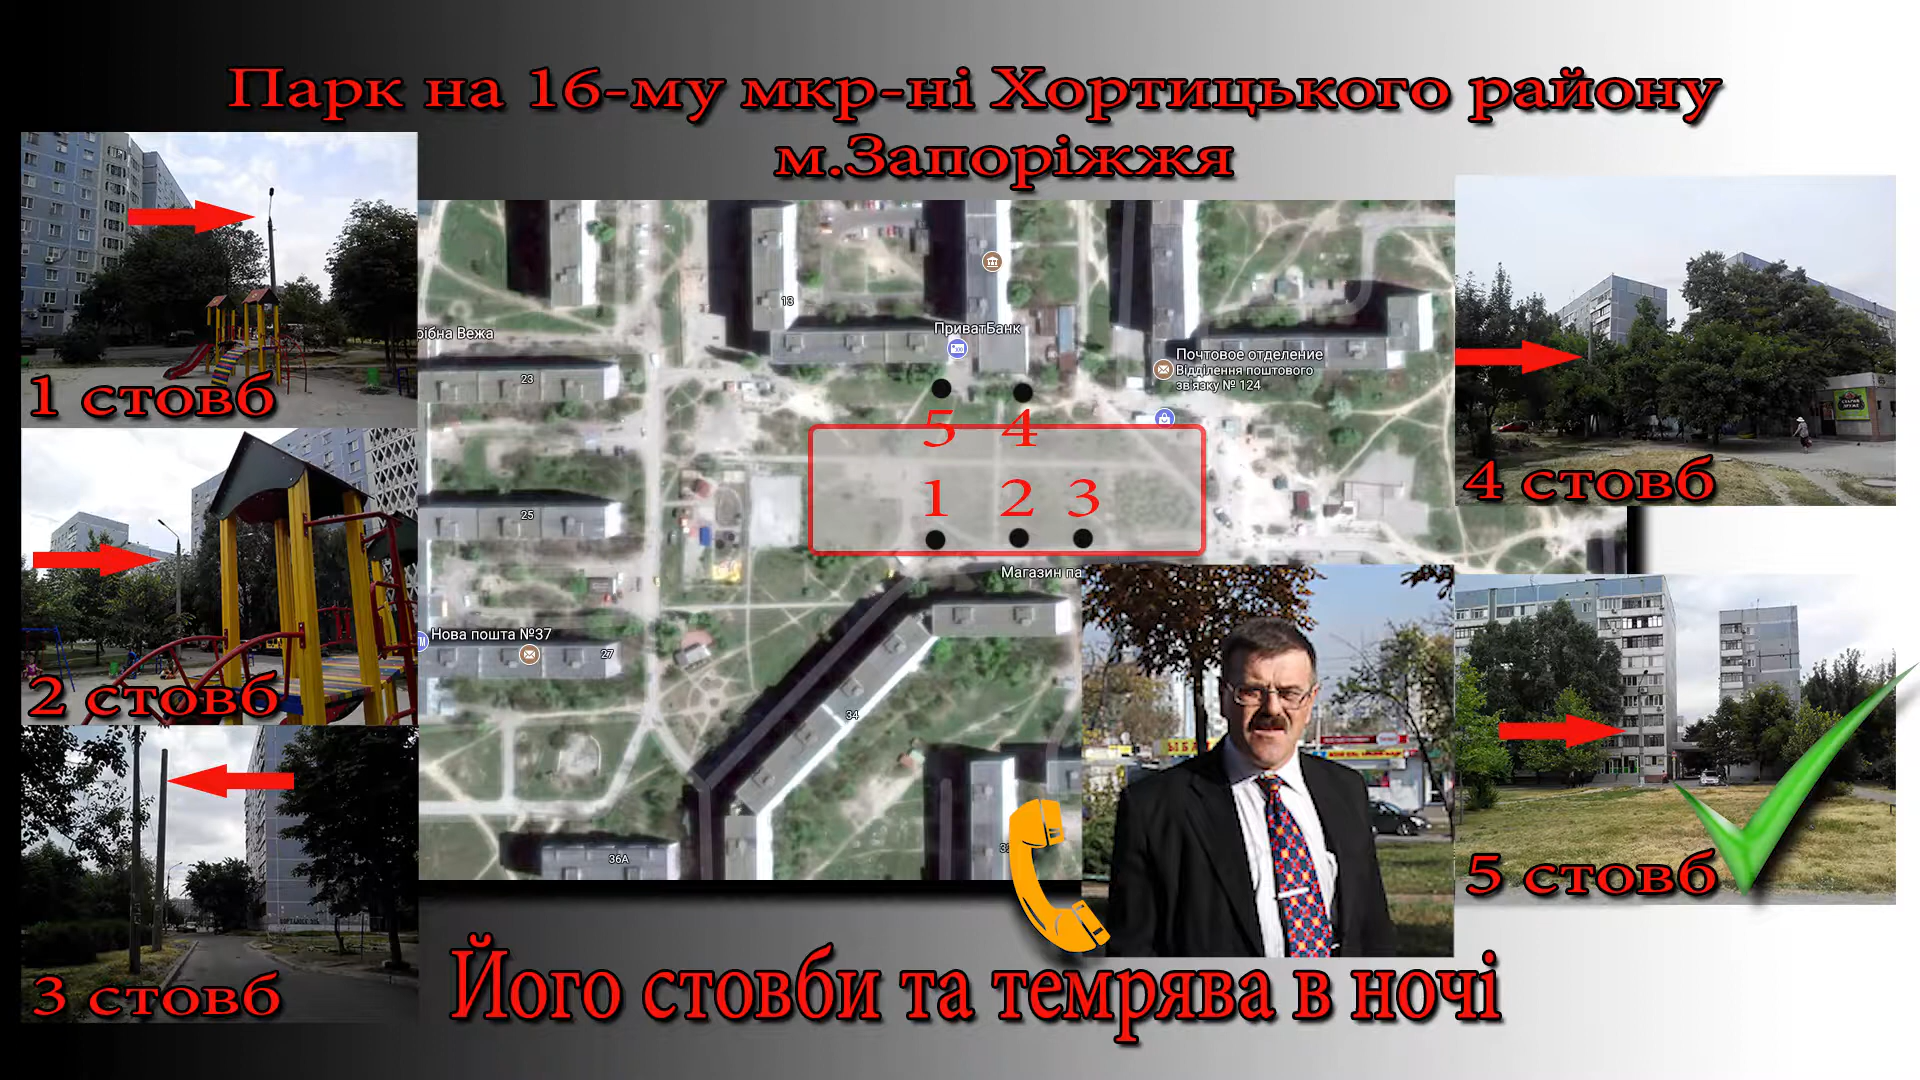 Парк на 16-му мкр-ні Хортицького району
м.Запоріжжя
1 стовб
2 стовб
3 стовб
4 стовб
5 стовб
13
рібна Вежа
ПриватБанк
23
Почтовое отделение
Відділення поштового
зв'язку № 124
5 4
1 2 3
25
Магазин па
Нова пошта №37
27
34
36А
Його стовби та темрява в ночі